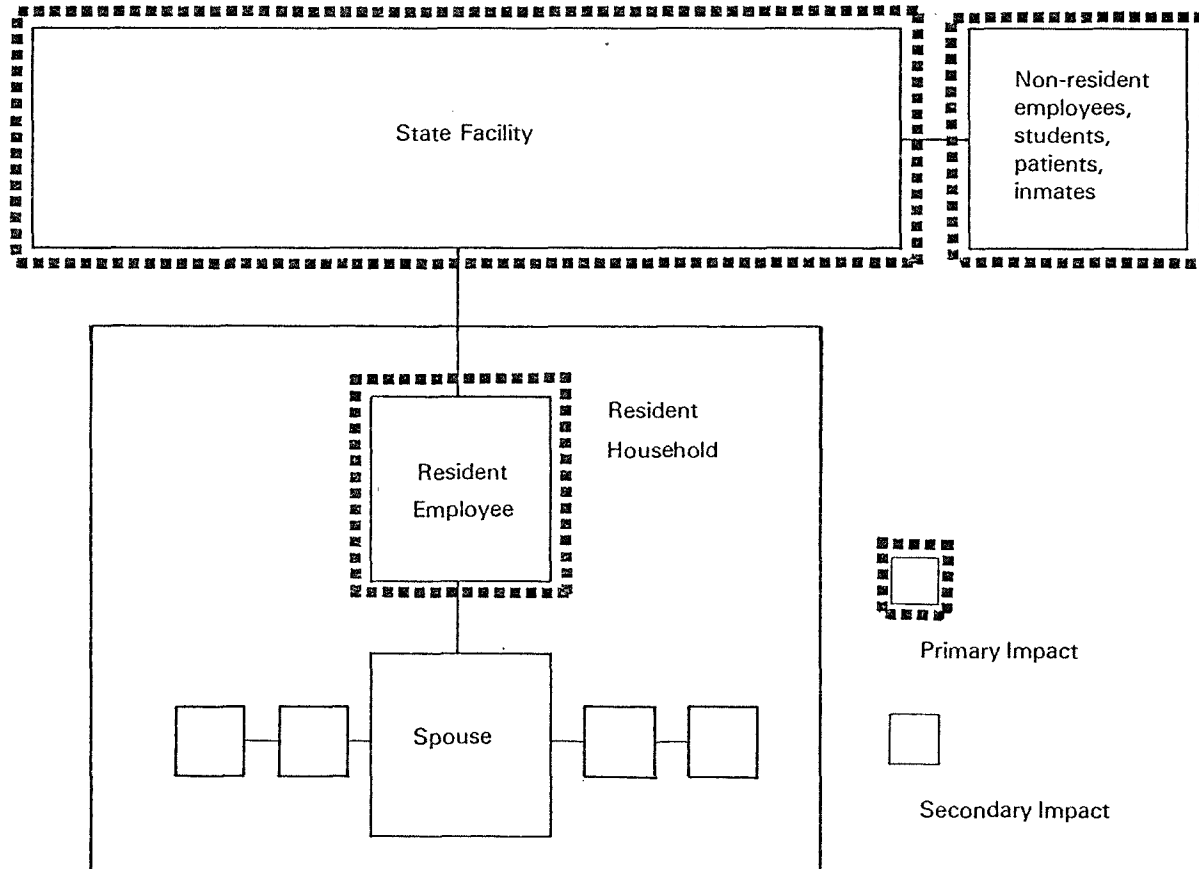 State Facility
Non-resident
employees,
students,
patients,
inmates
Resident
Household
Resident
Employee
Primary Impact
Spouse
Secondary Impact